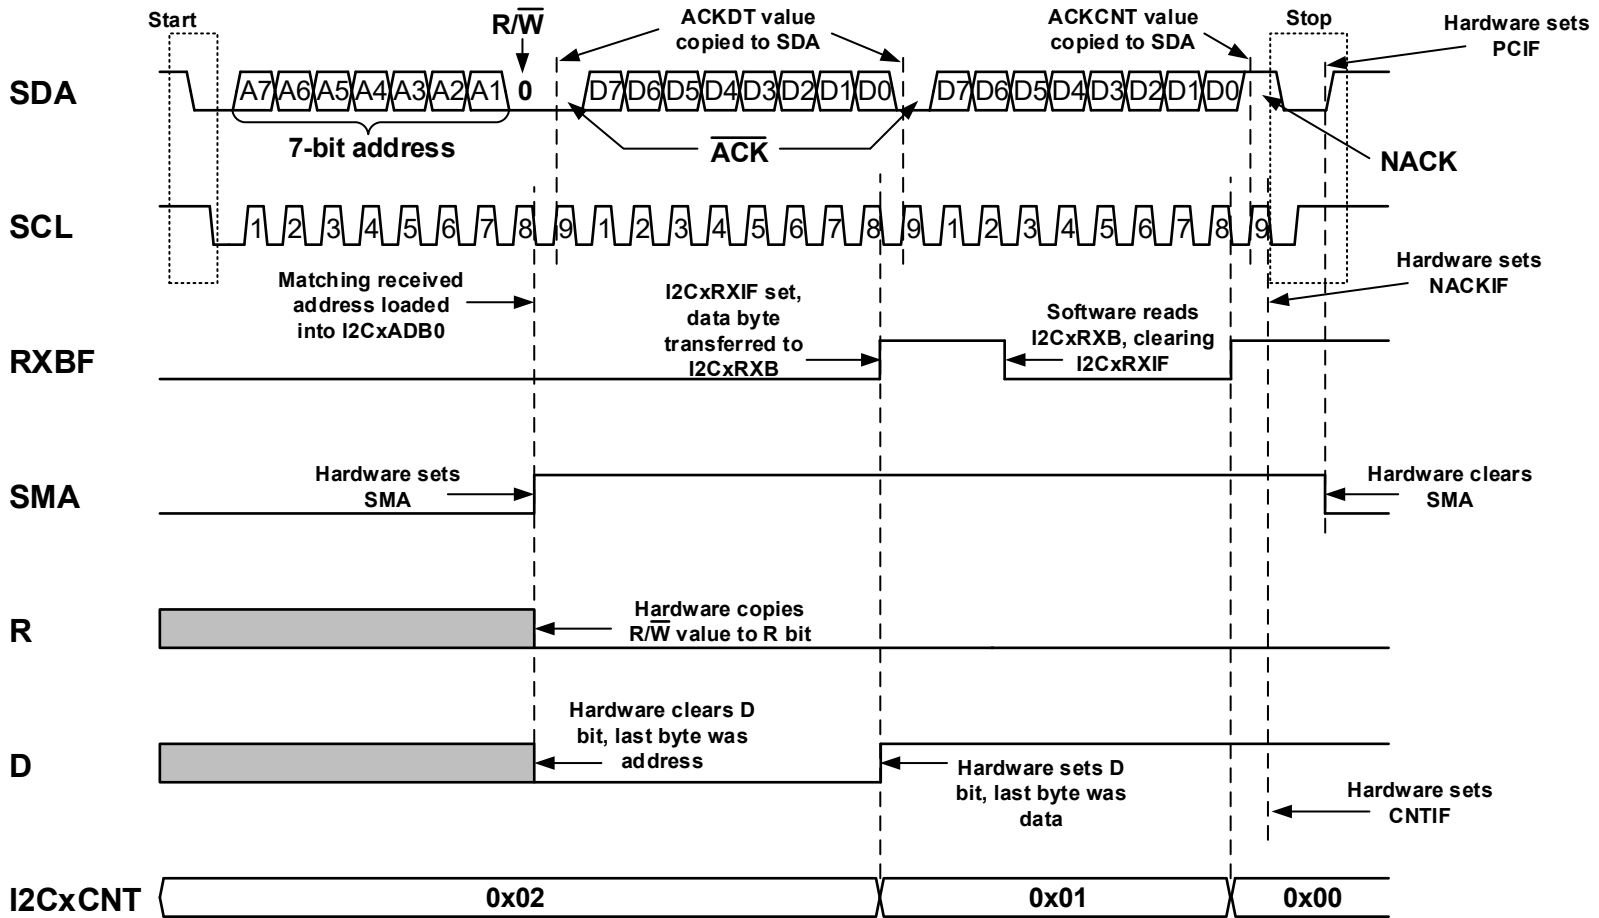 Start
R/W
ACKDT value
copied to SDA
ACKCNT value
copied to SDA
Stop
Hardware sets
PCIF
SDA
A7 A6 A5 A4 A3 A2 A1 0 D7 D6 D5 D4 D3 D2 D1 D0 D7 D6 D5 D4 D3 D2 D1 D0
7-bit address
ACK
NACK
SCL
1 2 3 4 5 6 7 8 9 1 2 3 4 5 6 7 8 9 1 2 3 4 5 6 7 8 9
Matching received
address loaded
into I2CxADB0
I2CxRXIF set,
data byte
transferred to
I2CxRXB
Software reads
I2CxRXB, clearing
I2CxRXIF
Hardware sets
NACKIF
RXBF
Hardware sets
SMA
Hardware clears
SMA
SMA
Hardware copies
R/W value to R bit
R
Hardware clears D
bit, last byte was
address
D
Hardware sets D
bit, last byte was
data
Hardware sets
CNTIF
I2CxCNT
0x02 0x01 0x00